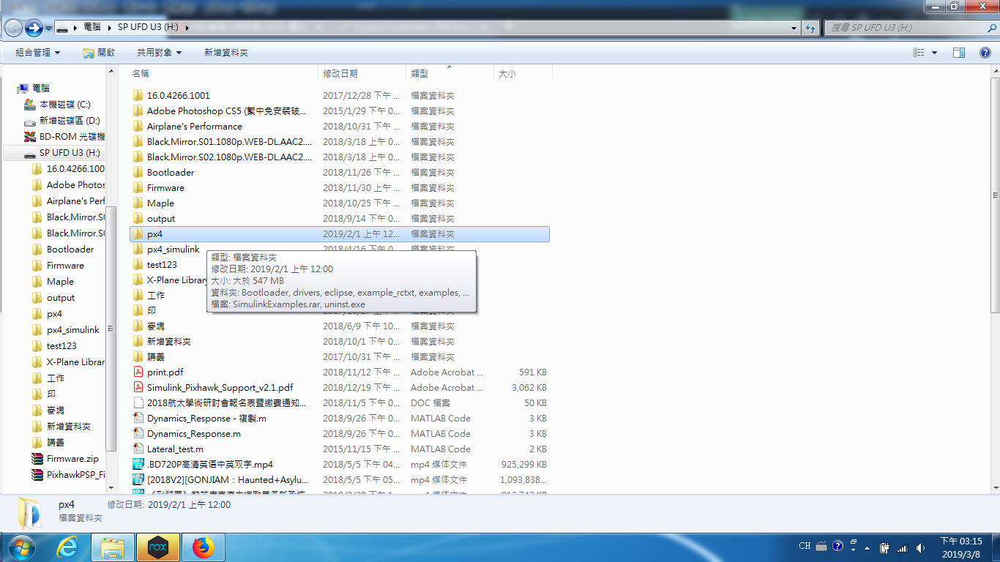 電腦 ▸ SP UFD U3 (H:) ▸
搜尋 SP UFD U3 (H:)
組合管理 開啟 共用對象 新增資料夾
電腦
本機磁碟 (C:)
新增磁碟區 (D:)
BD-ROM 光碟機
SP UFD U3 (H:)
16.0.4266.100
Adobe Photos
Airplane's Perf
Black.Mirror.S0
Black.Mirror.S0
Bootloader
Firmware
Maple
output
px4
px4_simulink
test123
X-Plane Librar
工作
印
麥塊
新增資料夾
講義
Firmware.zip
PixhawkPSP_Fi
名稱 修改日期 類型 大小
16.0.4266.1001 2017/12/28 下午 ... 檔案資料夾
Adobe Photoshop CS5 (繁中免安裝破... 2015/1/29 下午 0... 檔案資料夾
Airplane's Performance 2018/10/31 下午 ... 檔案資料夾
Black.Mirror.S01.1080p.WEB-DL.AAC2.... 2018/3/18 上午 0... 檔案資料夾
Black.Mirror.S02.1080p.WEB-DL.AAC2.... 2018/3/18 上午 0... 檔案資料夾
Bootloader 2018/11/26 下午 ... 檔案資料夾
Firmware 2018/11/30 上午 ... 檔案資料夾
Maple 2018/10/25 下午 ... 檔案資料夾
output 2018/9/14 下午 0... 檔案資料夾
px4 2019/2/1 上午 12... 檔案資料夾
px4_simulink 2018/4/16 下午 0... 檔案資料夾
test123
X-Plane Library
工作
印
麥塊 2018/6/9 下午 10... 檔案資料夾
新增資料夾 2018/10/1 下午 0... 檔案資料夾
講義 2017/10/31 下午 ... 檔案資料夾
print.pdf 2018/11/12 下午 ... Adobe Acrobat ... 591 KB
Simulink_Pixhawk_Support_v2.1.pdf 2018/12/19 下午 ... Adobe Acrobat ... 3,062 KB
2018航太學術研討會報名表暨繳費通知... 2018/11/5 下午 0... DOC 檔案 50 KB
Dynamics_Response - 複製.m 2018/9/26 下午 0... MATLAB Code 3 KB
Dynamics_Response.m 2018/9/26 下午 0... MATLAB Code 3 KB
Lateral_test.m 2015/11/15 下午 ... MATLAB Code 2 KB
.BD720P高清英语中英双字.mp4 2018/5/5 下午 04... mp4 媒体文件 925,299 KB
[2018V2][GONJIAM：Haunted+Asylu... 2018/5/5 下午 05... mp4 媒体文件 1,093,838...
類型: 檔案資料夾
修改日期: 2019/2/1 上午 12:00
大小: 大於 547 MB
資料夾: Bootloader, drivers, eclipse, example_rctxt, examples, ...
檔案: SimulinkExamples.rar, uninst.exe
px4 修改日期: 2019/2/1 上午 12:00
檔案資料夾
nox
CH
下午 03:15
2019/3/8